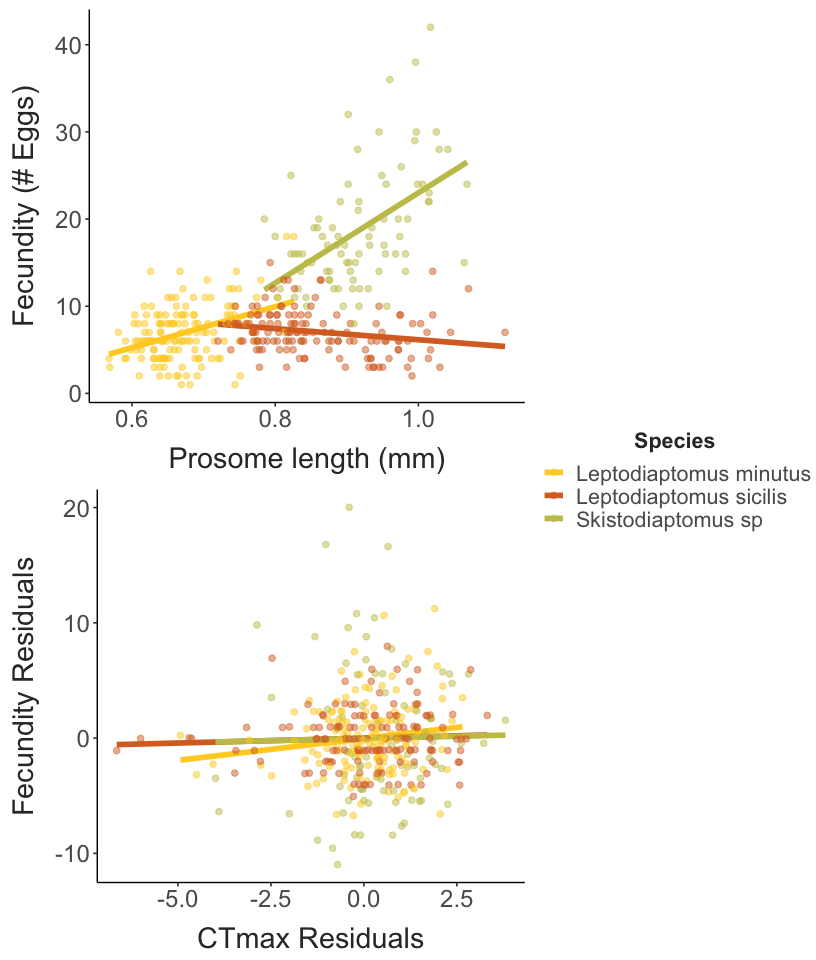 Fecundity (# Eggs)
40
30
20
10
0
0.6 0.8 1.0
Prosome length (mm)
Species
Leptodiaptomus minutus
Leptodiaptomus sicilis
Skistodiaptomus sp
Fecundity Residuals
20
10
0
-10
-5.0 -2.5 0.0 2.5
CTmax Residuals